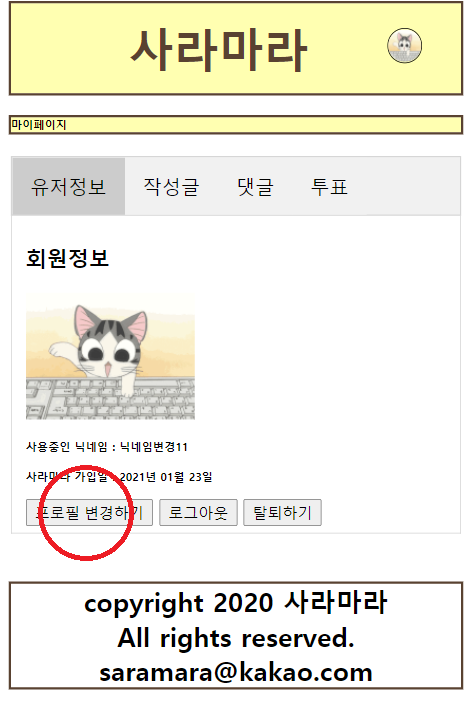 사라마라
마이페이지
유저정보 작성글 댓글 투표
회원정보
사용중인 닉네임 : 닉네임변경11
사라마라 가입일 : 2021년 01월 23일
프로필 변경하기 로그아웃 탈퇴하기
copyright 2020 사라마라
All rights reserved.
saramara@kakao.com